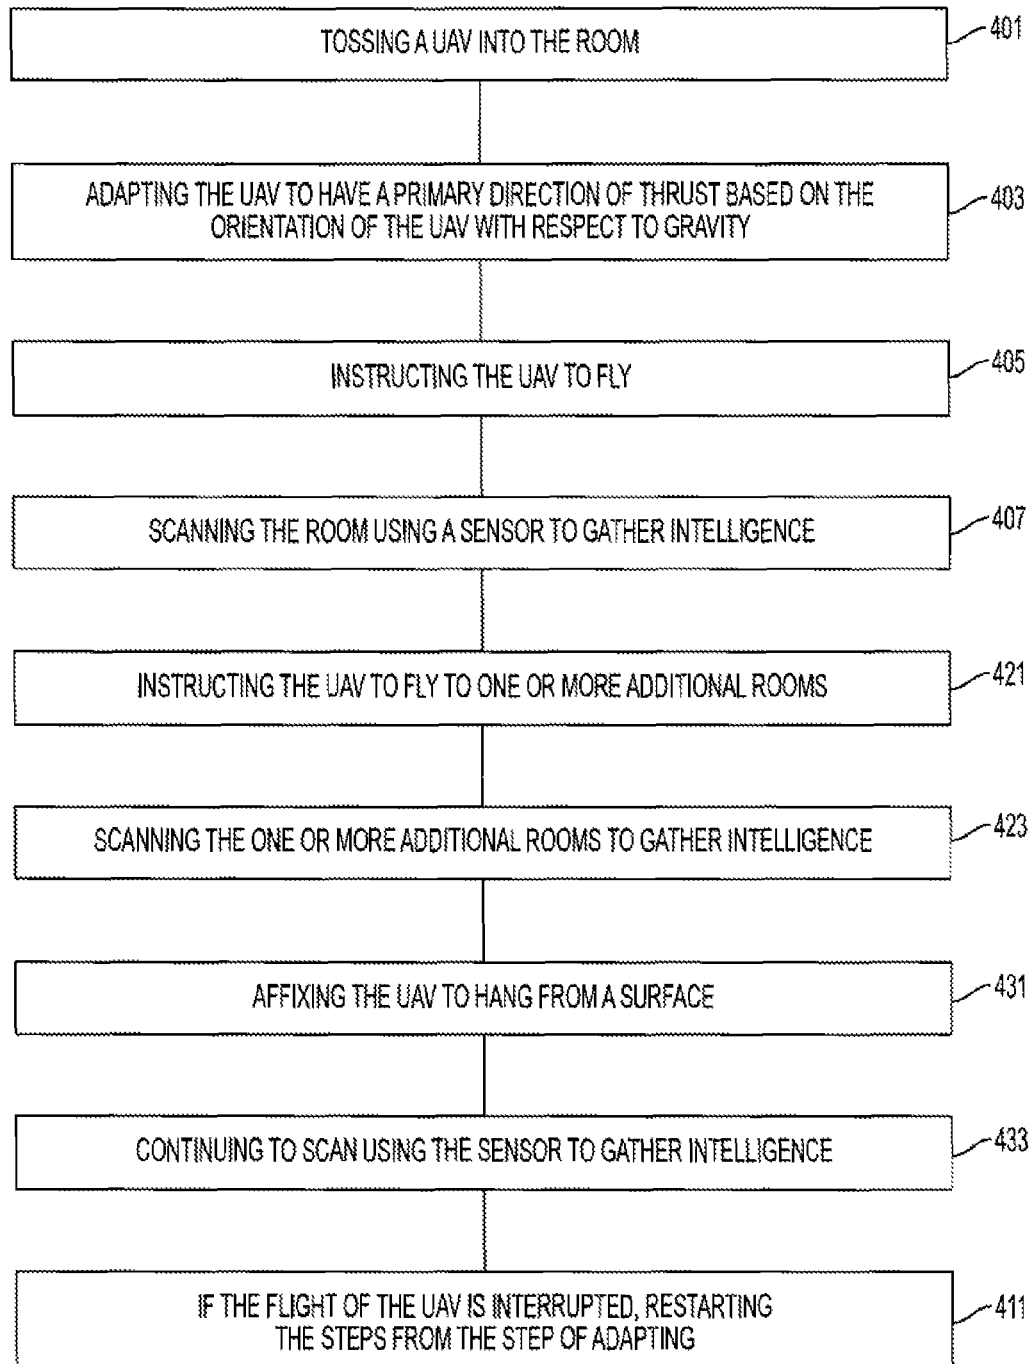 TOSSING A UAV INTO THE ROOM
401
ADAPTING THE UAV TO HAVE A PRIMARY DIRECTION OF THRUST BASED ON THE
ORIENTATION OF THE UAV WITH RESPECT TO GRAVITY
403
INSTRUCTING THE UAV TO FLY
405
SCANNING THE ROOM USING A SENSOR TO GATHER INTELLIGENCE
407
INSTRUCTING THE UAV TO FLY TO ONE OR MORE ADDITIONAL ROOMS
421
SCANNING THE ONE OR MORE ADDITIONAL ROOMS TO GATHER INTELLIGENCE
423
AFFIXING THE UAV TO HANG FROM A SURFACE
431
CONTINUING TO SCAN USING THE SENSOR TO GATHER INTELLIGENCE
433
IF THE FLIGHT OF THE UAV IS INTERRUPTED, RESTARTING
THE STEPS FROM THE STEP OF ADAPTING
411